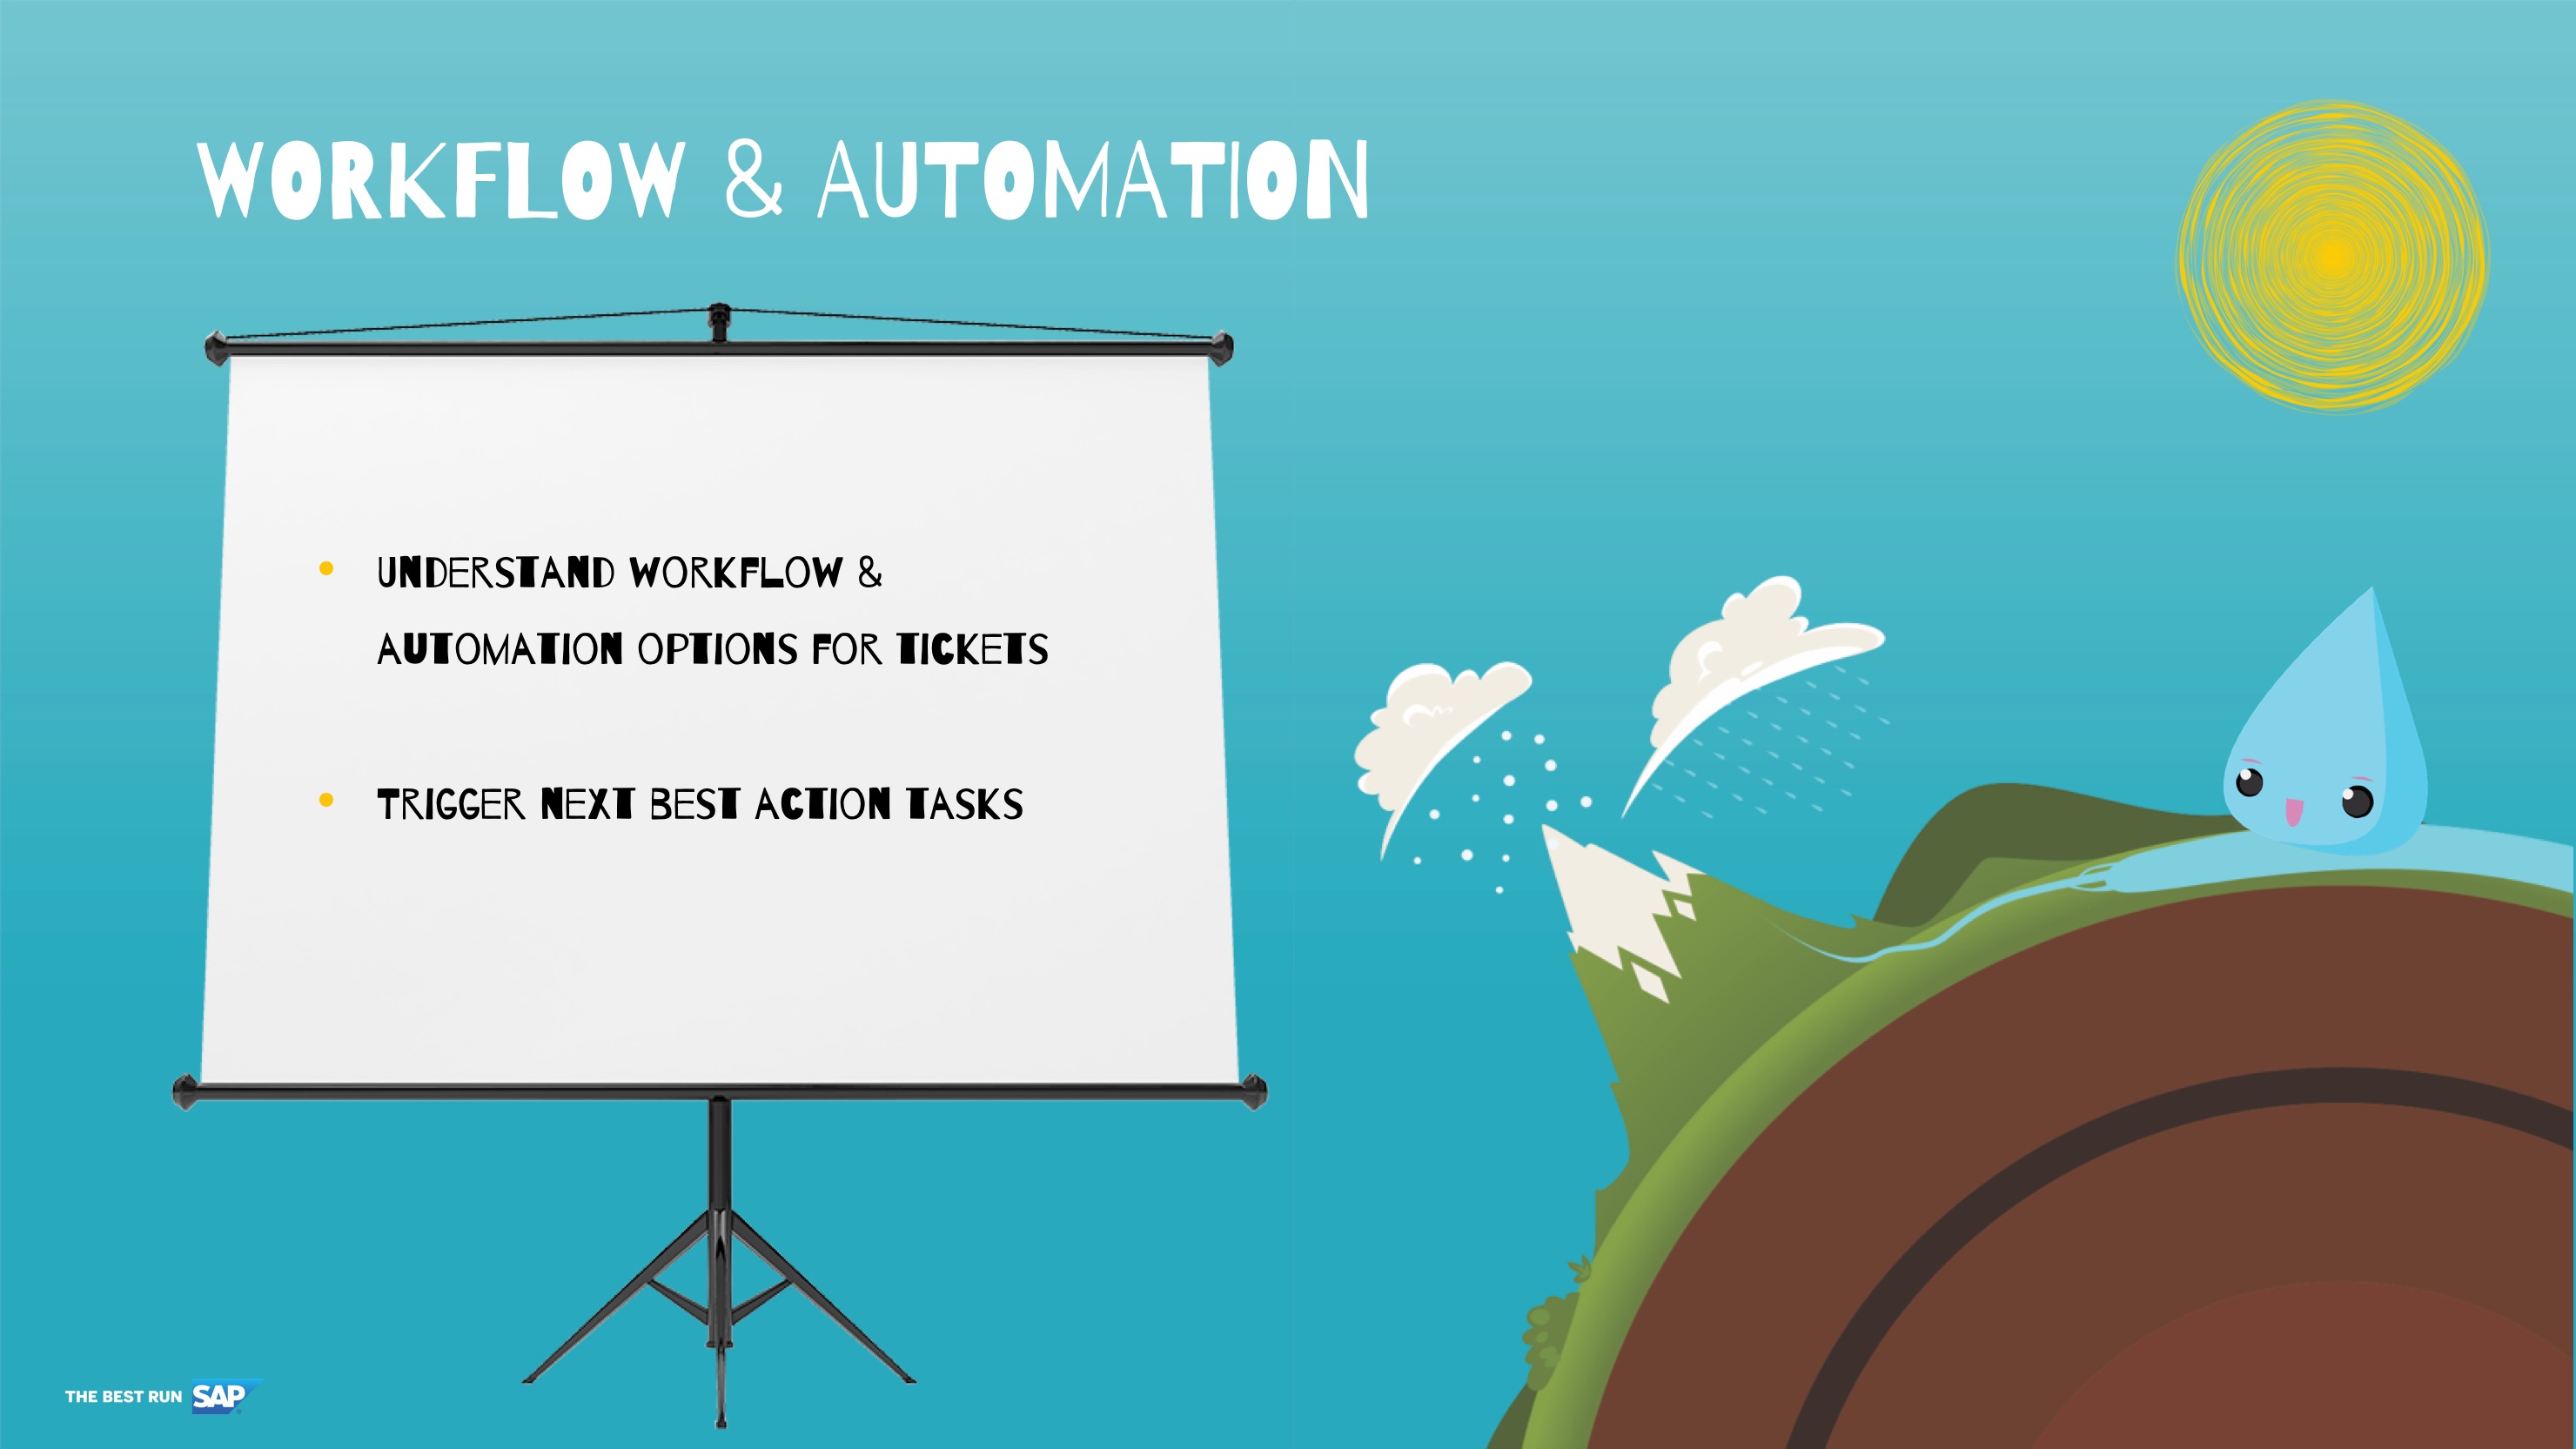 WORKFLOW & AUTOMATION
• UNDERSTAND WORKFLOW &
AUTOMATION OPTIONS FOR TICKETS
• TRIGGER NEXT BEST ACTION TASKS
THE BEST RUN SAP